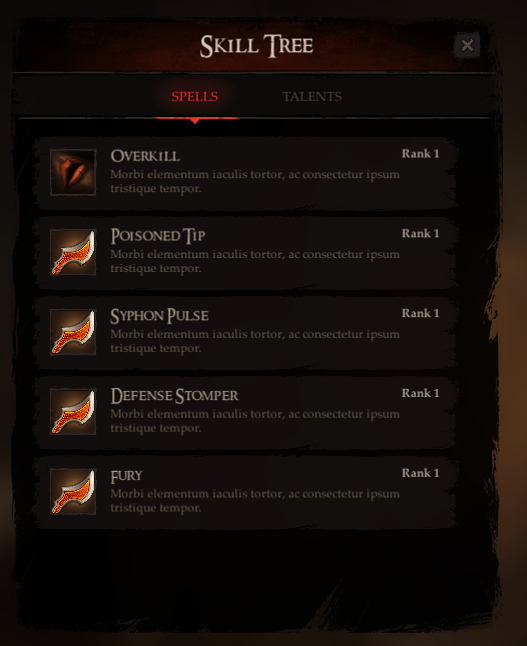 Skill Tree
SPELLS TALENTS
Overkill Rank 1
Morbi elementum iaculis tortor, ac consectetur ipsum
tristique tempor.
Poisoned Tip Rank 1
Morbi elementum iaculis tortor, ac consectetur ipsum
tristique tempor.
Syphon Pulse Rank 1
Morbi elementum iaculis tortor, ac consectetur ipsum
tristique tempor.
Defense Stomper Rank 1
Morbi elementum iaculis tortor, ac consectetur ipsum
tristique tempor.
Fury Rank 1
Morbi elementum iaculis tortor, ac consectetur ipsum
tristique tempor.